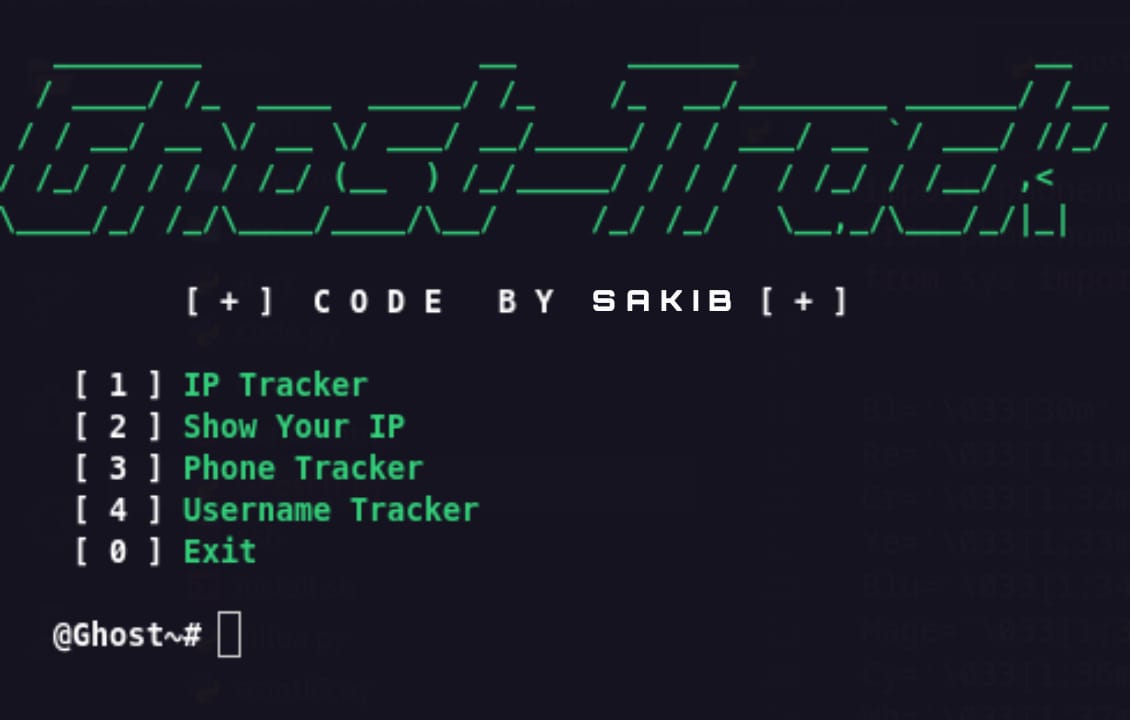 Ghost-Track
[ + ] C O D E B Y SAKIB [ + ]
[ 1 ] IP Tracker
[ 2 ] Show Your IP
[ 3 ] Phone Tracker
[ 4 ] Username Tracker
[ 0 ] Exit
@Ghost~#